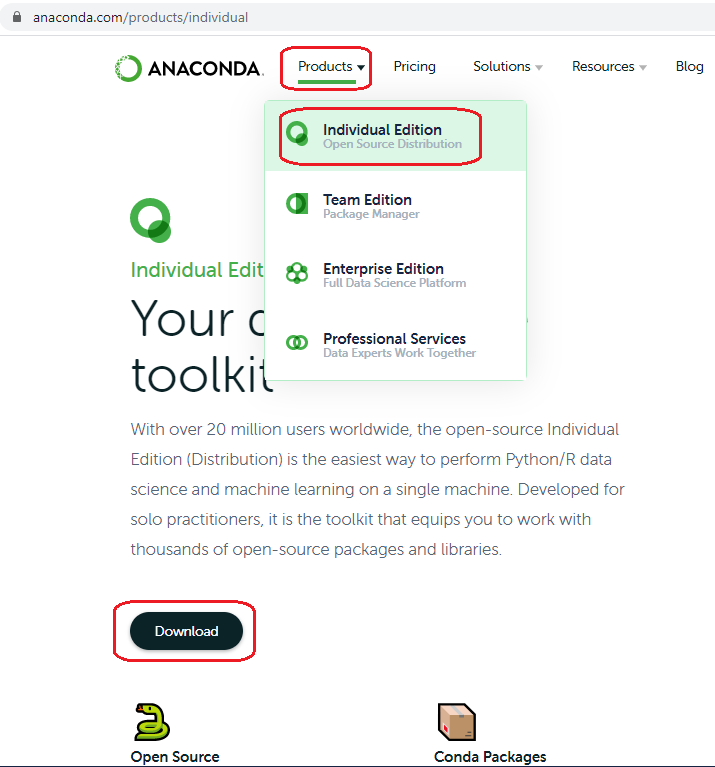 anaconda.com/products/individual
ANACONDA.
Products
Pricing
Solutions
Resources
Blog
Individual Edition
Open Source Distribution
Team Edition
Package Manager
Enterprise Edition
Full Data Science Platform
Professional Services
Data Experts Work Together
Individual Edit
Your
toolkit
With over 20 million users worldwide, the open-source Individual
Edition (Distribution) is the easiest way to perform Python/R data
science and machine learning on a single machine. Developed for
solo practitioners, it is the toolkit that equips you to work with
thousands of open-source packages and libraries.
Download
Open Source
Conda Packages